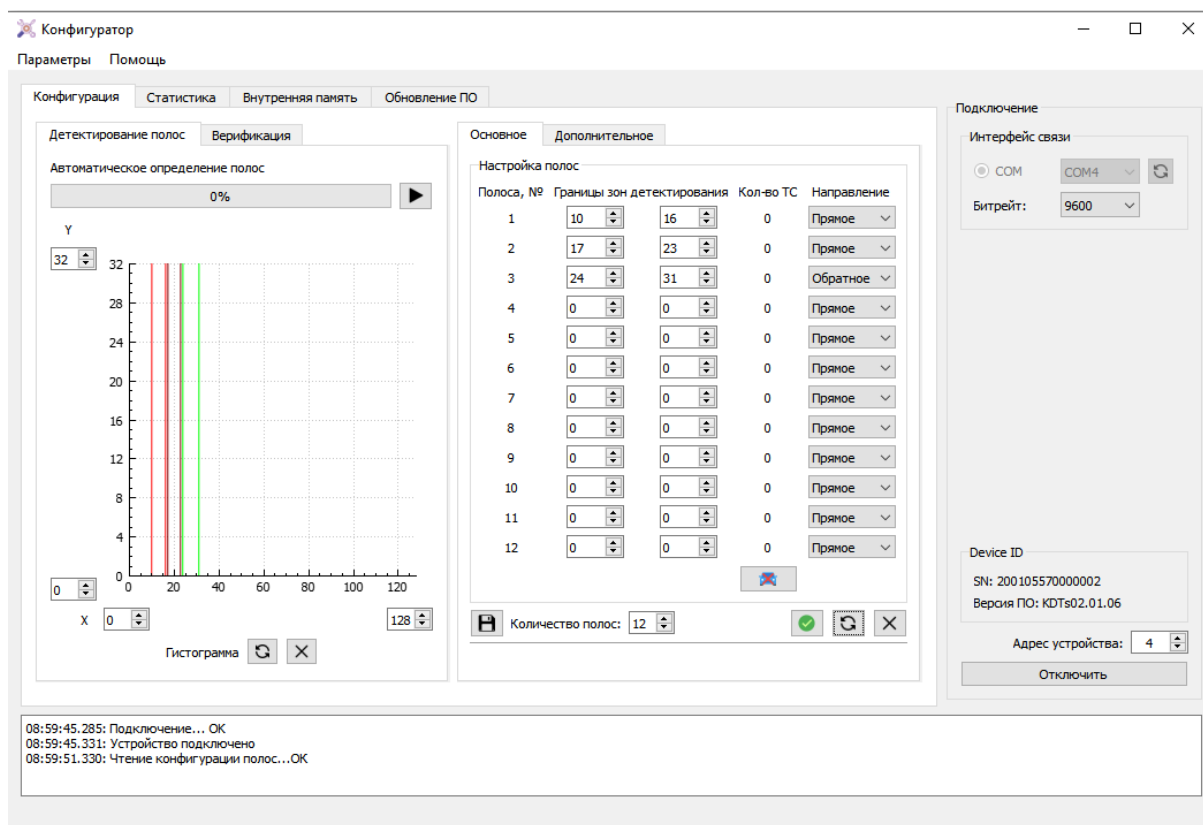 Конфигуратор
Параметры Помощь
Конфигурация Статистика Внутренняя память Обновление ПО
Детектирование полос Верификация
Автоматическое определение полос
0%
Y
32
32
28
24
20
16
12
8
4
0
0
0 20 40 60 80 100 120
X 0 128
Гистограмма
Основное Дополнительное
Настройка полос
Полоса, № Границы зон детектирования Кол-во ТС Направление
1 10 16 0 Прямое
2 17 23 0 Прямое
3 24 31 0 Обратное
4 0 0 0 Прямое
5 0 0 0 Прямое
6 0 0 0 Прямое
7 0 0 0 Прямое
8 0 0 0 Прямое
9 0 0 0 Прямое
10 0 0 0 Прямое
11 0 0 0 Прямое
12 0 0 0 Прямое
Количество полос: 12
Подключение
Интерфейс связи
COM COM4
Битрейт: 9600
Device ID
SN: 200105570000002
Версия ПО: KDTs02.01.06
Адрес устройства: 4
Отключить
08:59:45.285: Подключение... OK
08:59:45.331: Устройство подключено
08:59:51.330: Чтение конфигурации полос...OK